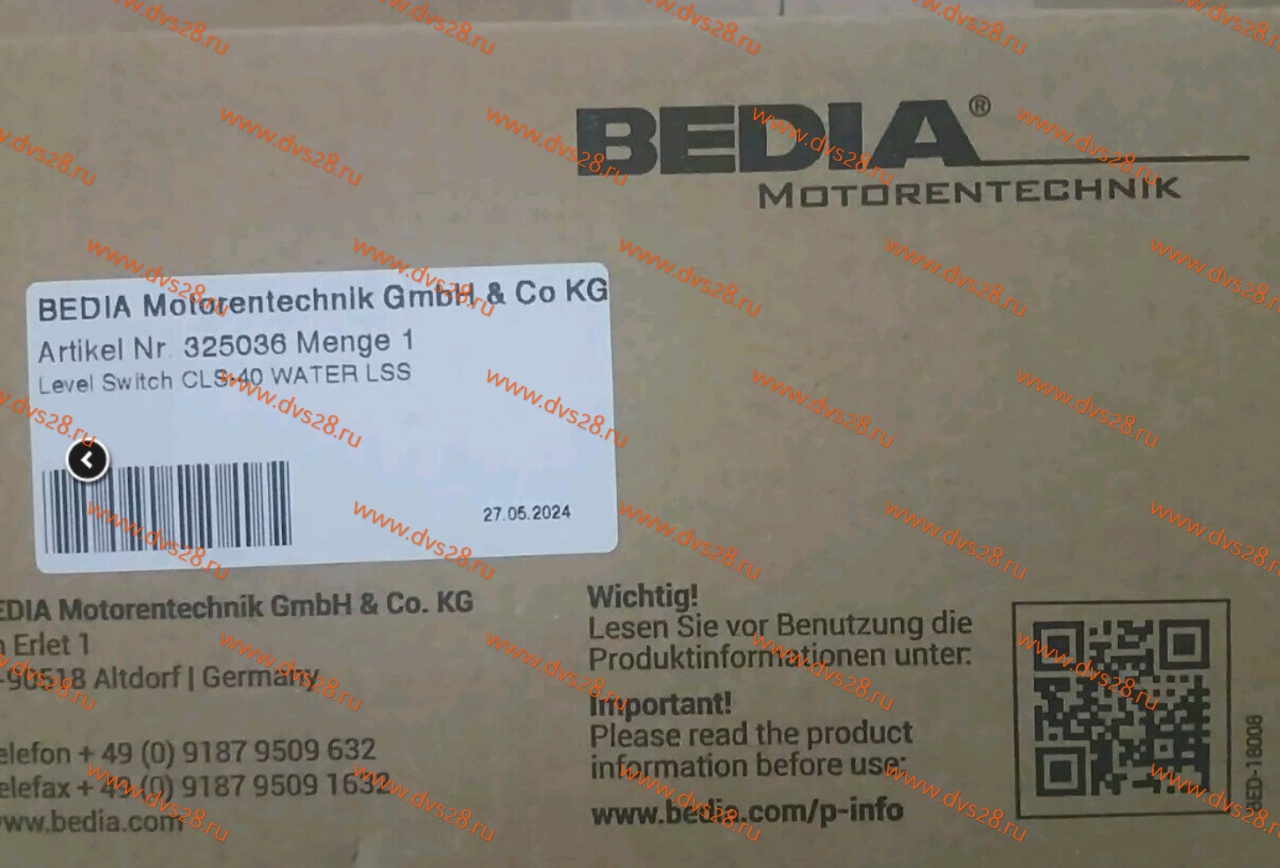 BEDIA®
MOTORENTECHNIK
BEDIA Motorentechnik GmbH & Co KG
Artikel Nr. 325036 Menge 1
Level Switch CLS-40 WATER LSS
27.05.2024
EDIA Motorentechnik GmbH & Co. KG
Erlet 1
-90518 Altdorf | Germany
elefon + 49 (0) 9187 9509 632
elefax + 49 (0) 9187 9509 1632
www.bedia.com
Wichtig!
Lesen Sie vor Benutzung die
Produktinformationen unter:
Important!
Please read the product
information before use:
www.bedia.com/p-info
BED-18008
www.dvs28.ru